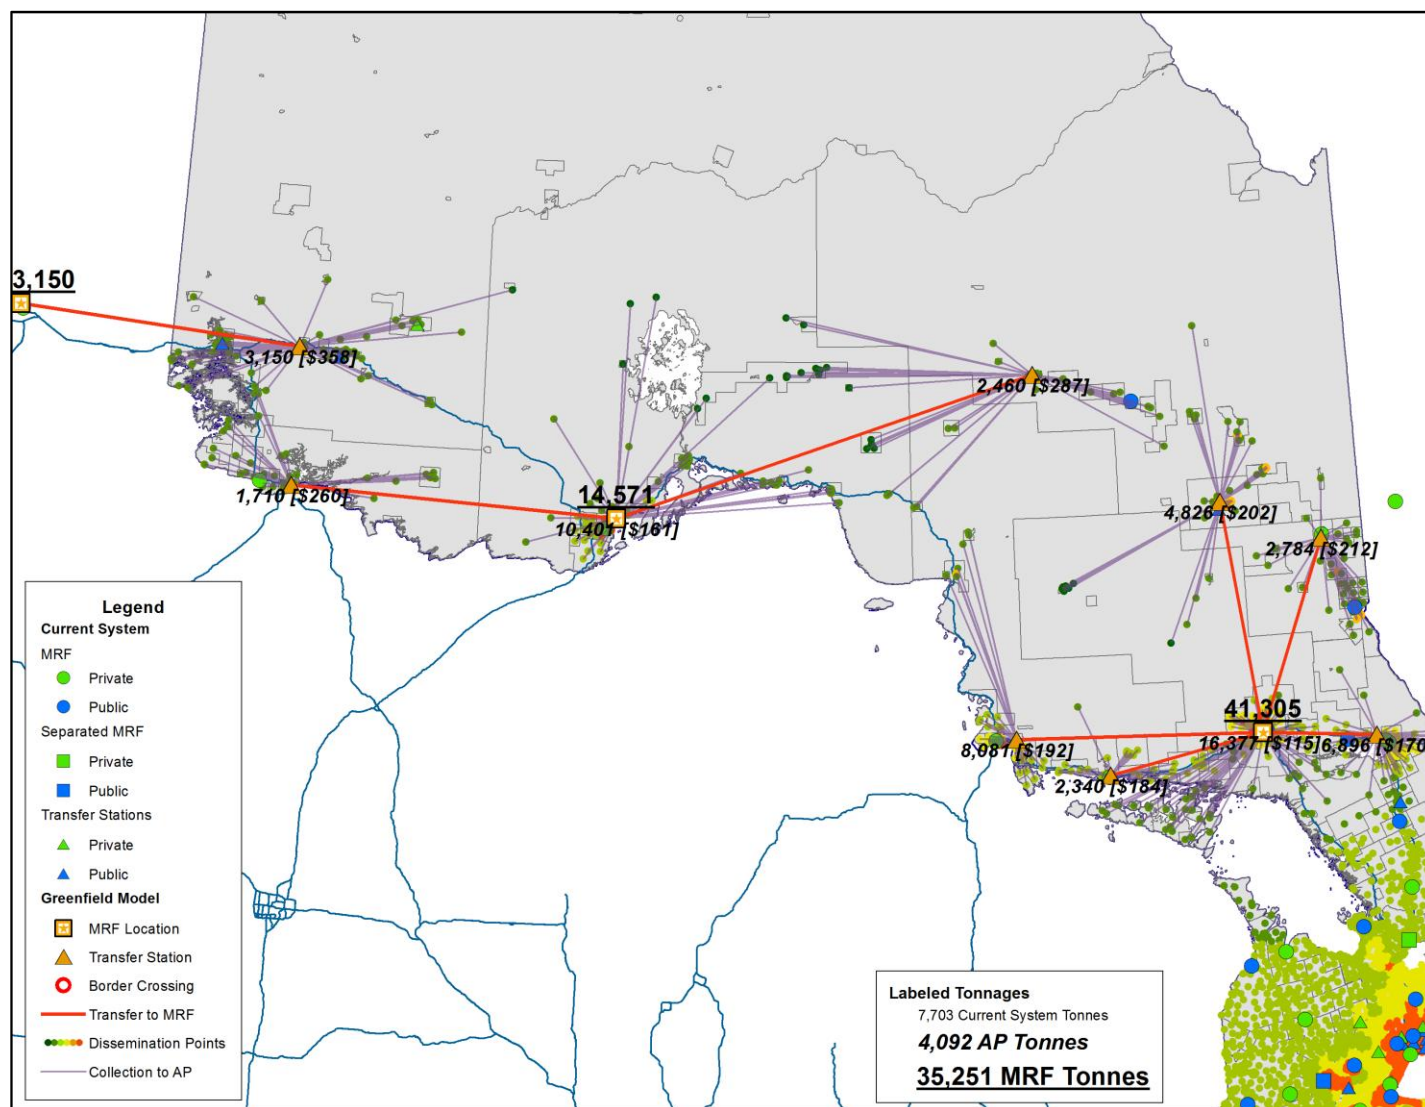 3,150
3,150 [$358]
2,460 [$287]
1,710 [$260]
14,571
10,401 [$161]
4,826 [$202]
2,784 [$212]
41,305
16,377 [$115]
6,896 [$170
8,081 [$192]
2,340 [$184]
Legend
Current System
MRF
Private
Public
Separated MRF
Private
Public
Transfer Stations
Private
Public
Greenfield Model
MRF Location
Transfer Station
Border Crossing
Transfer to MRF
Dissemination Points
Collection to AP
Labeled Tonnages
7,703 Current System Tonnes
4,092 AP Tonnes
35,251 MRF Tonnes